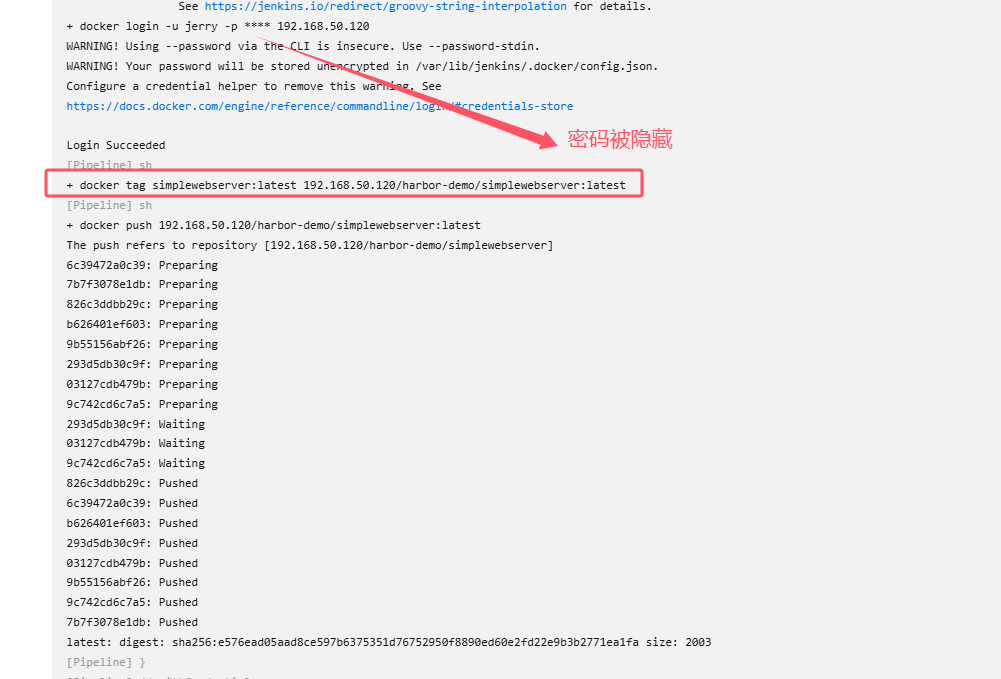 See https://jenkins.io/redirect/groovy-string-interpolation for details.
+ docker login -u jerry -p **** 192.168.50.120
WARNING! Using --password via the CLI is insecure. Use --password-stdin.
WARNING! Your password will be stored unencrypted in /var/lib/jenkins/.docker/config.json.
Configure a credential helper to remove this warning. See
https://docs.docker.com/engine/reference/commandline/login/#credentials-store
密码被隐藏
Login Succeeded
[Pipeline] sh
+ docker tag simplewebserver:latest 192.168.50.120/harbor-demo/simplewebserver:latest
[Pipeline] sh
+ docker push 192.168.50.120/harbor-demo/simplewebserver:latest
The push refers to repository [192.168.50.120/harbor-demo/simplewebserver]
6c39472a0c39: Preparing
7b7f3078e1db: Preparing
826c3ddbb29c: Preparing
b626401ef603: Preparing
9b55156abf26: Preparing
293d5db30c9f: Preparing
03127cdb479b: Preparing
9c742cd6c7a5: Preparing
293d5db30c9f: Waiting
03127cdb479b: Waiting
9c742cd6c7a5: Waiting
826c3ddbb29c: Pushed
6c39472a0c39: Pushed
b626401ef603: Pushed
293d5db30c9f: Pushed
03127cdb479b: Pushed
9b55156abf26: Pushed
9c742cd6c7a5: Pushed
7b7f3078e1db: Pushed
latest: digest: sha256:e576ead05aad8ce597b6375351d76752950f8890ed60e2fd22e9b3b2771ea1fa size: 2003
[Pipeline] }